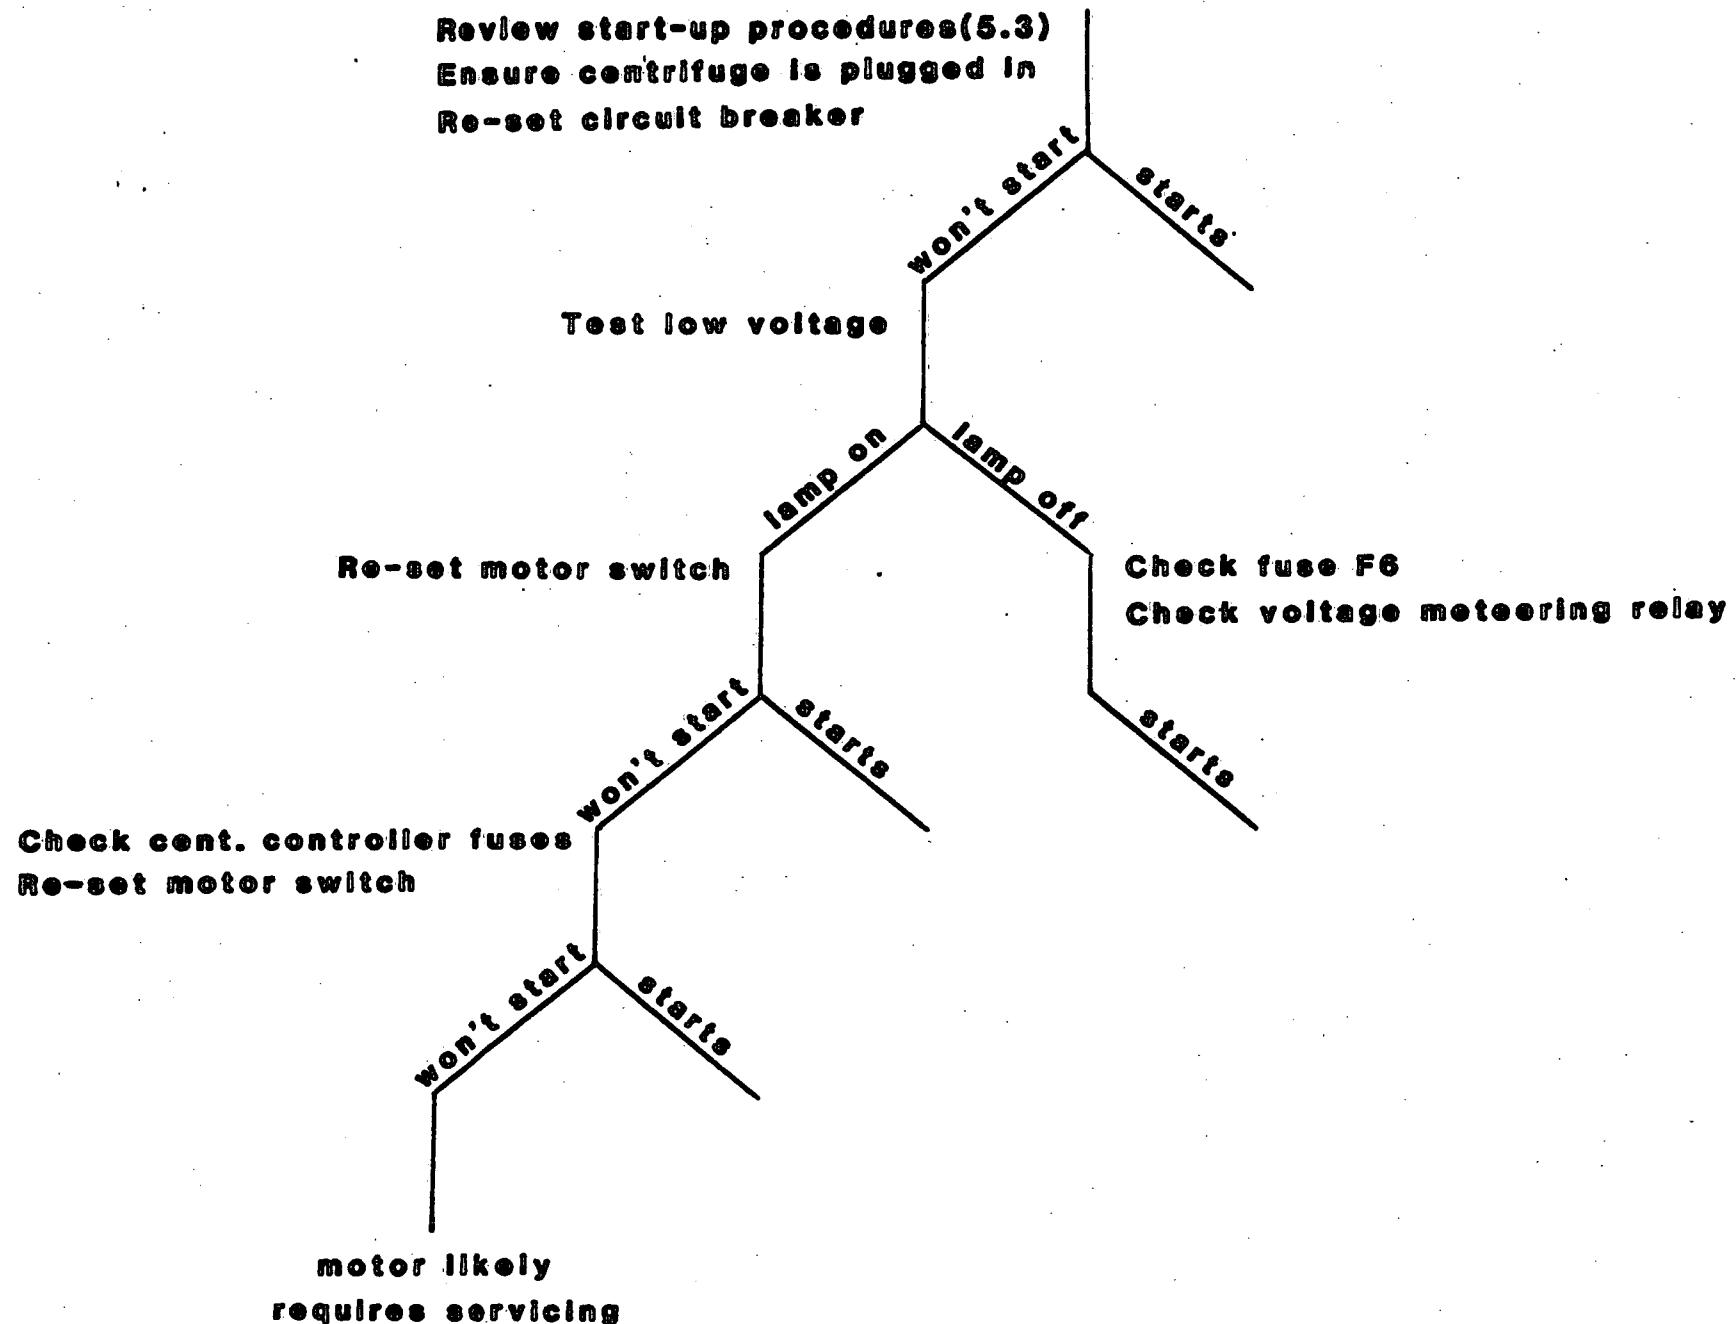 Review start-up procedures(5.3)
Ensure centrifuge is plugged in
Re-set circuit breaker
won't start
starts
Test low voltage
lamp on
lamp off
Re-set motor switch
Check fuse F6
Check voltage meteering relay
won't start
starts
starts
Check cent. controller fuses
Re-set motor switch
won't start
starts
motor likely
requires servicing